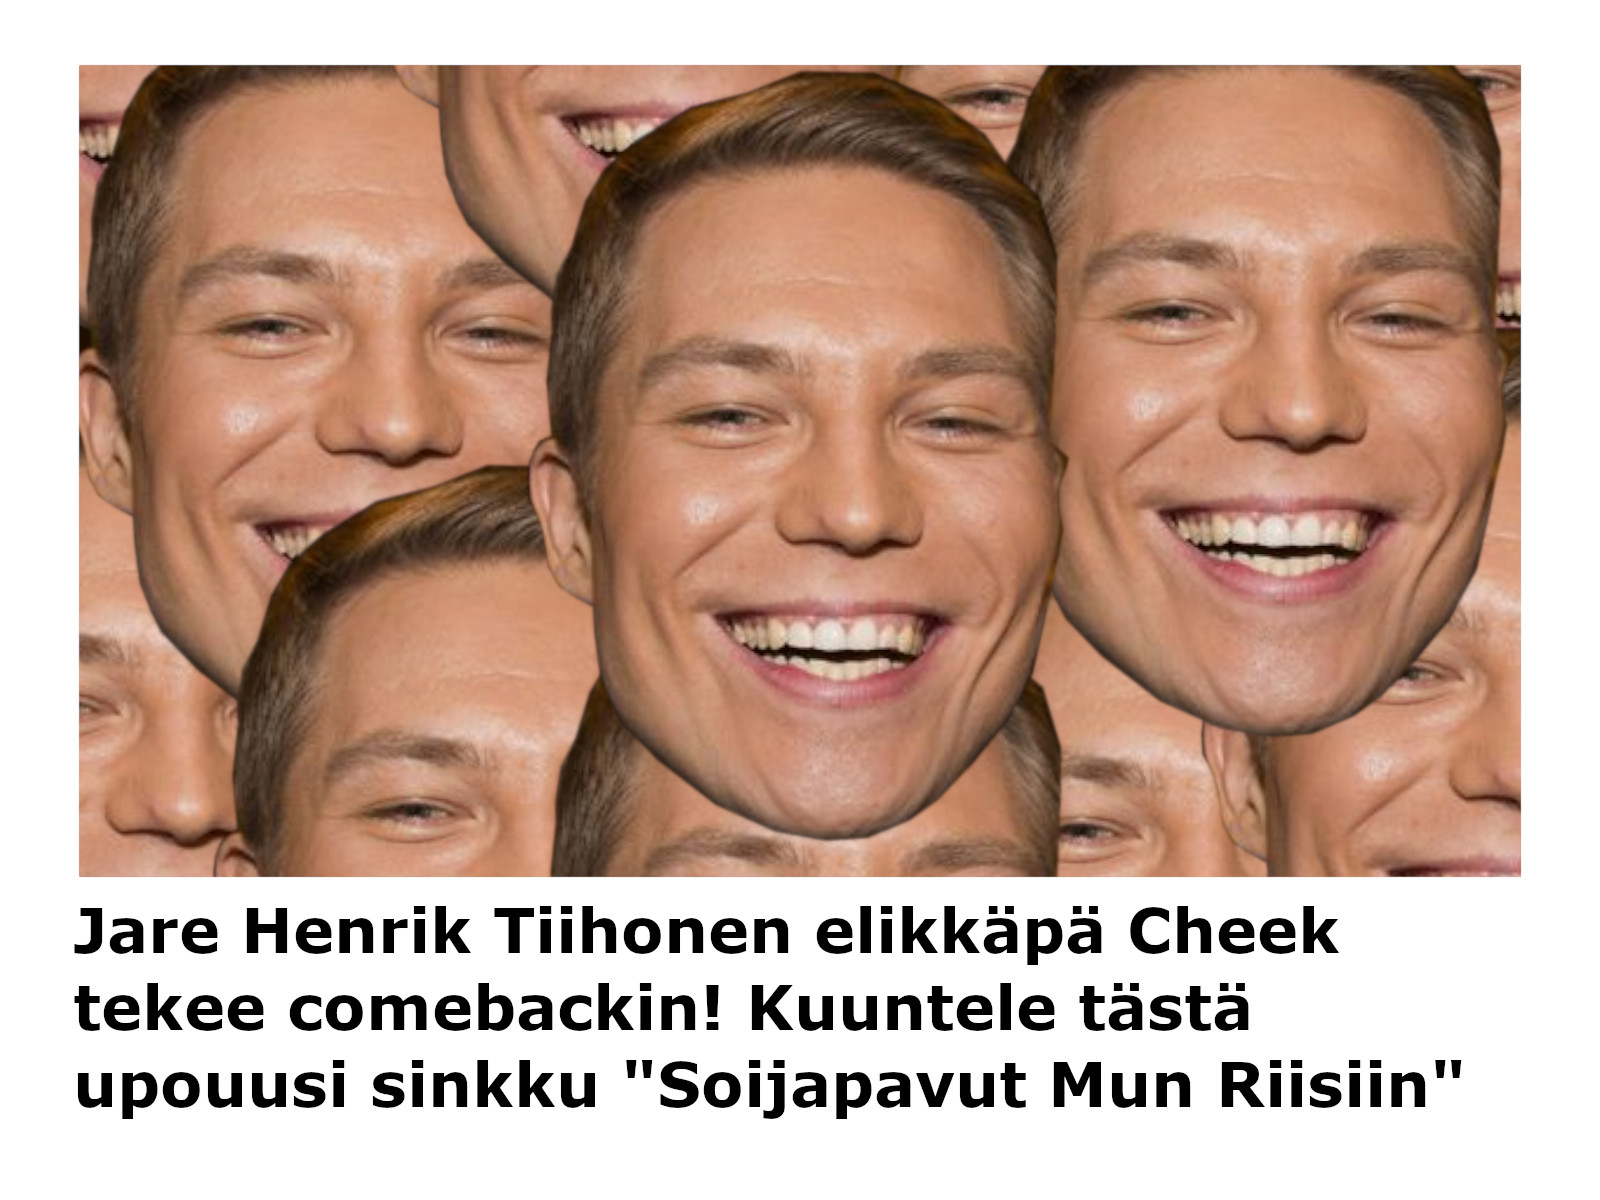 Jare Henrik Tiihonen elikkäpä Cheek
tekee comebackin! Kuuntele tästä
upouusi sinkku "Soijapavut Mun Riisiin"